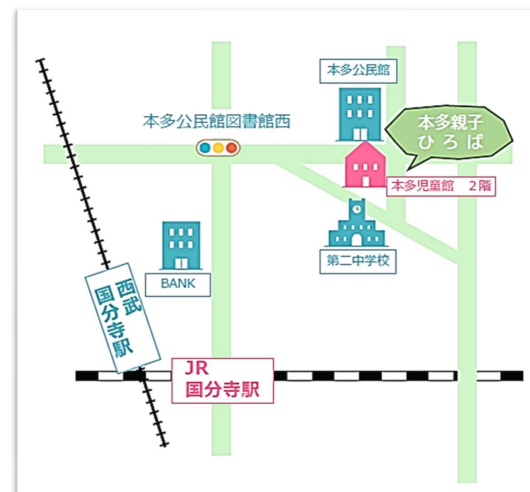 本多公民館
本多公民館図書館西
本多親子
ひろば
本多児童館 2階
第二中学校
BANK
西武
国分寺駅
JR
国分寺駅